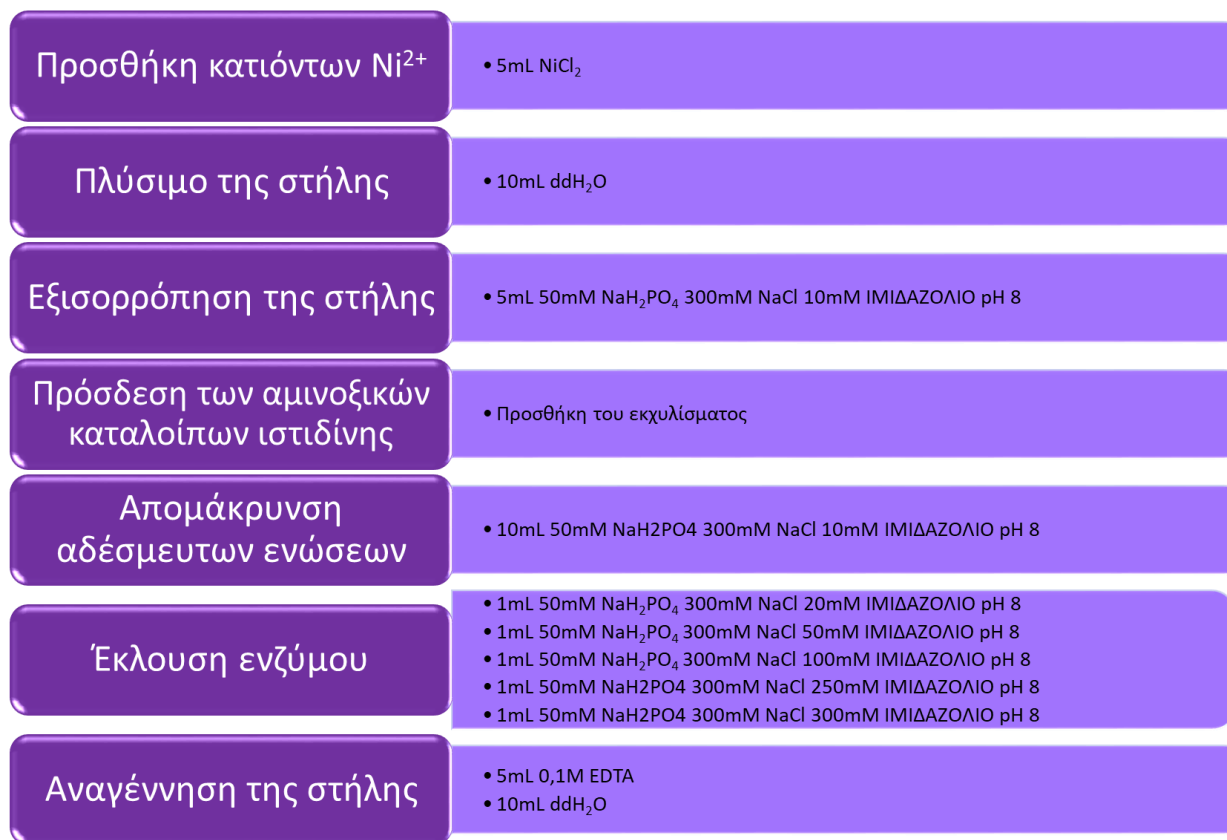 Προσθήκη κατιόντων Ni²⁺
• 5mL NiCl₂
Πλύσιμο της στήλης
• 10mL ddH₂O
Εξισορρόπηση της στήλης
• 5mL 50mM NaH₂PO₄ 300mM NaCl 10mM ΙΜΙΔΑΖΟΛΙΟ pH 8
Πρόσδεση των αμινοξικών
καταλοίπων ιστιδίνης
• Προσθήκη του εκχυλίσματος
Απομάκρυνση
αδέσμευτων ενώσεων
• 10mL 50mM NaH2PO4 300mM NaCl 10mM ΙΜΙΔΑΖΟΛΙΟ pH 8
Έκλουση ενζύμου
• 1mL 50mM NaH₂PO₄ 300mM NaCl 20mM ΙΜΙΔΑΖΟΛΙΟ pH 8
• 1mL 50mM NaH₂PO₄ 300mM NaCl 50mM ΙΜΙΔΑΖΟΛΙΟ pH 8
• 1mL 50mM NaH₂PO₄ 300mM NaCl 100mM ΙΜΙΔΑΖΟΛΙΟ pH 8
• 1mL 50mM NaH2PO4 300mM NaCl 250mM ΙΜΙΔΑΖΟΛΙΟ pH 8
• 1mL 50mM NaH2PO4 300mM NaCl 300mM ΙΜΙΔΑΖΟΛΙΟ pH 8
Αναγέννηση της στήλης
• 5mL 0,1M EDTA
• 10mL ddH₂O